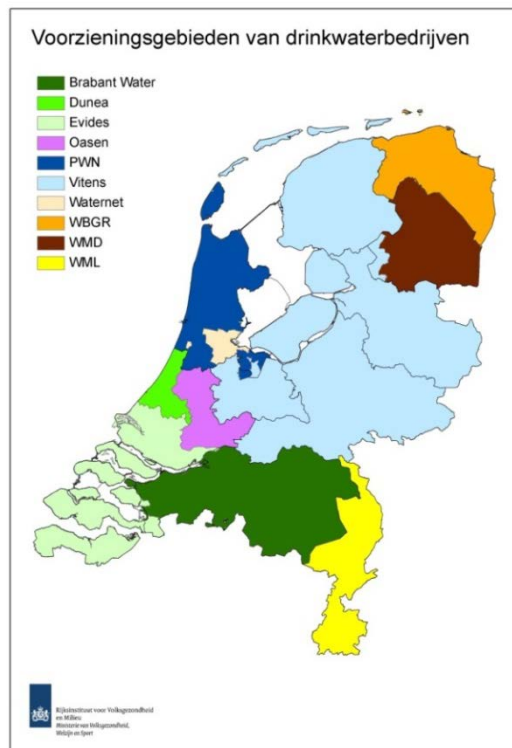 Voorzieningsgebieden van drinkwaterbedrijven
Brabant Water
Dunea
Evides
Oasen
PWN
Vitens
Waternet
WBGR
WMD
WML
Rijksinstituut voor Volksgezondheid
en Milieu
Ministerie van Volksgezondheid,
Welzijn en Sport